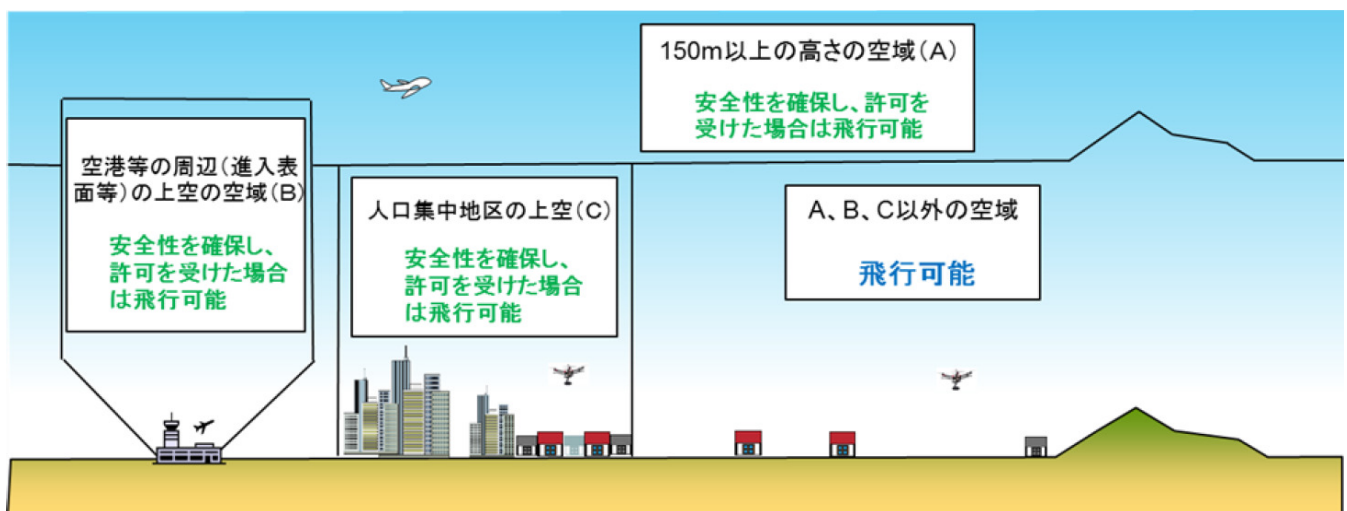 150m以上の高さの空域(A)
安全性を確保し、許可を
受けた場合は飛行可能
空港等の周辺(進入表
面等)の上空の空域(B)
安全性を確保し、
許可を受けた場合
は飛行可能
人口集中地区の上空(C)
安全性を確保し、
許可を受けた場合
は飛行可能
A、B、C以外の空域
飛行可能